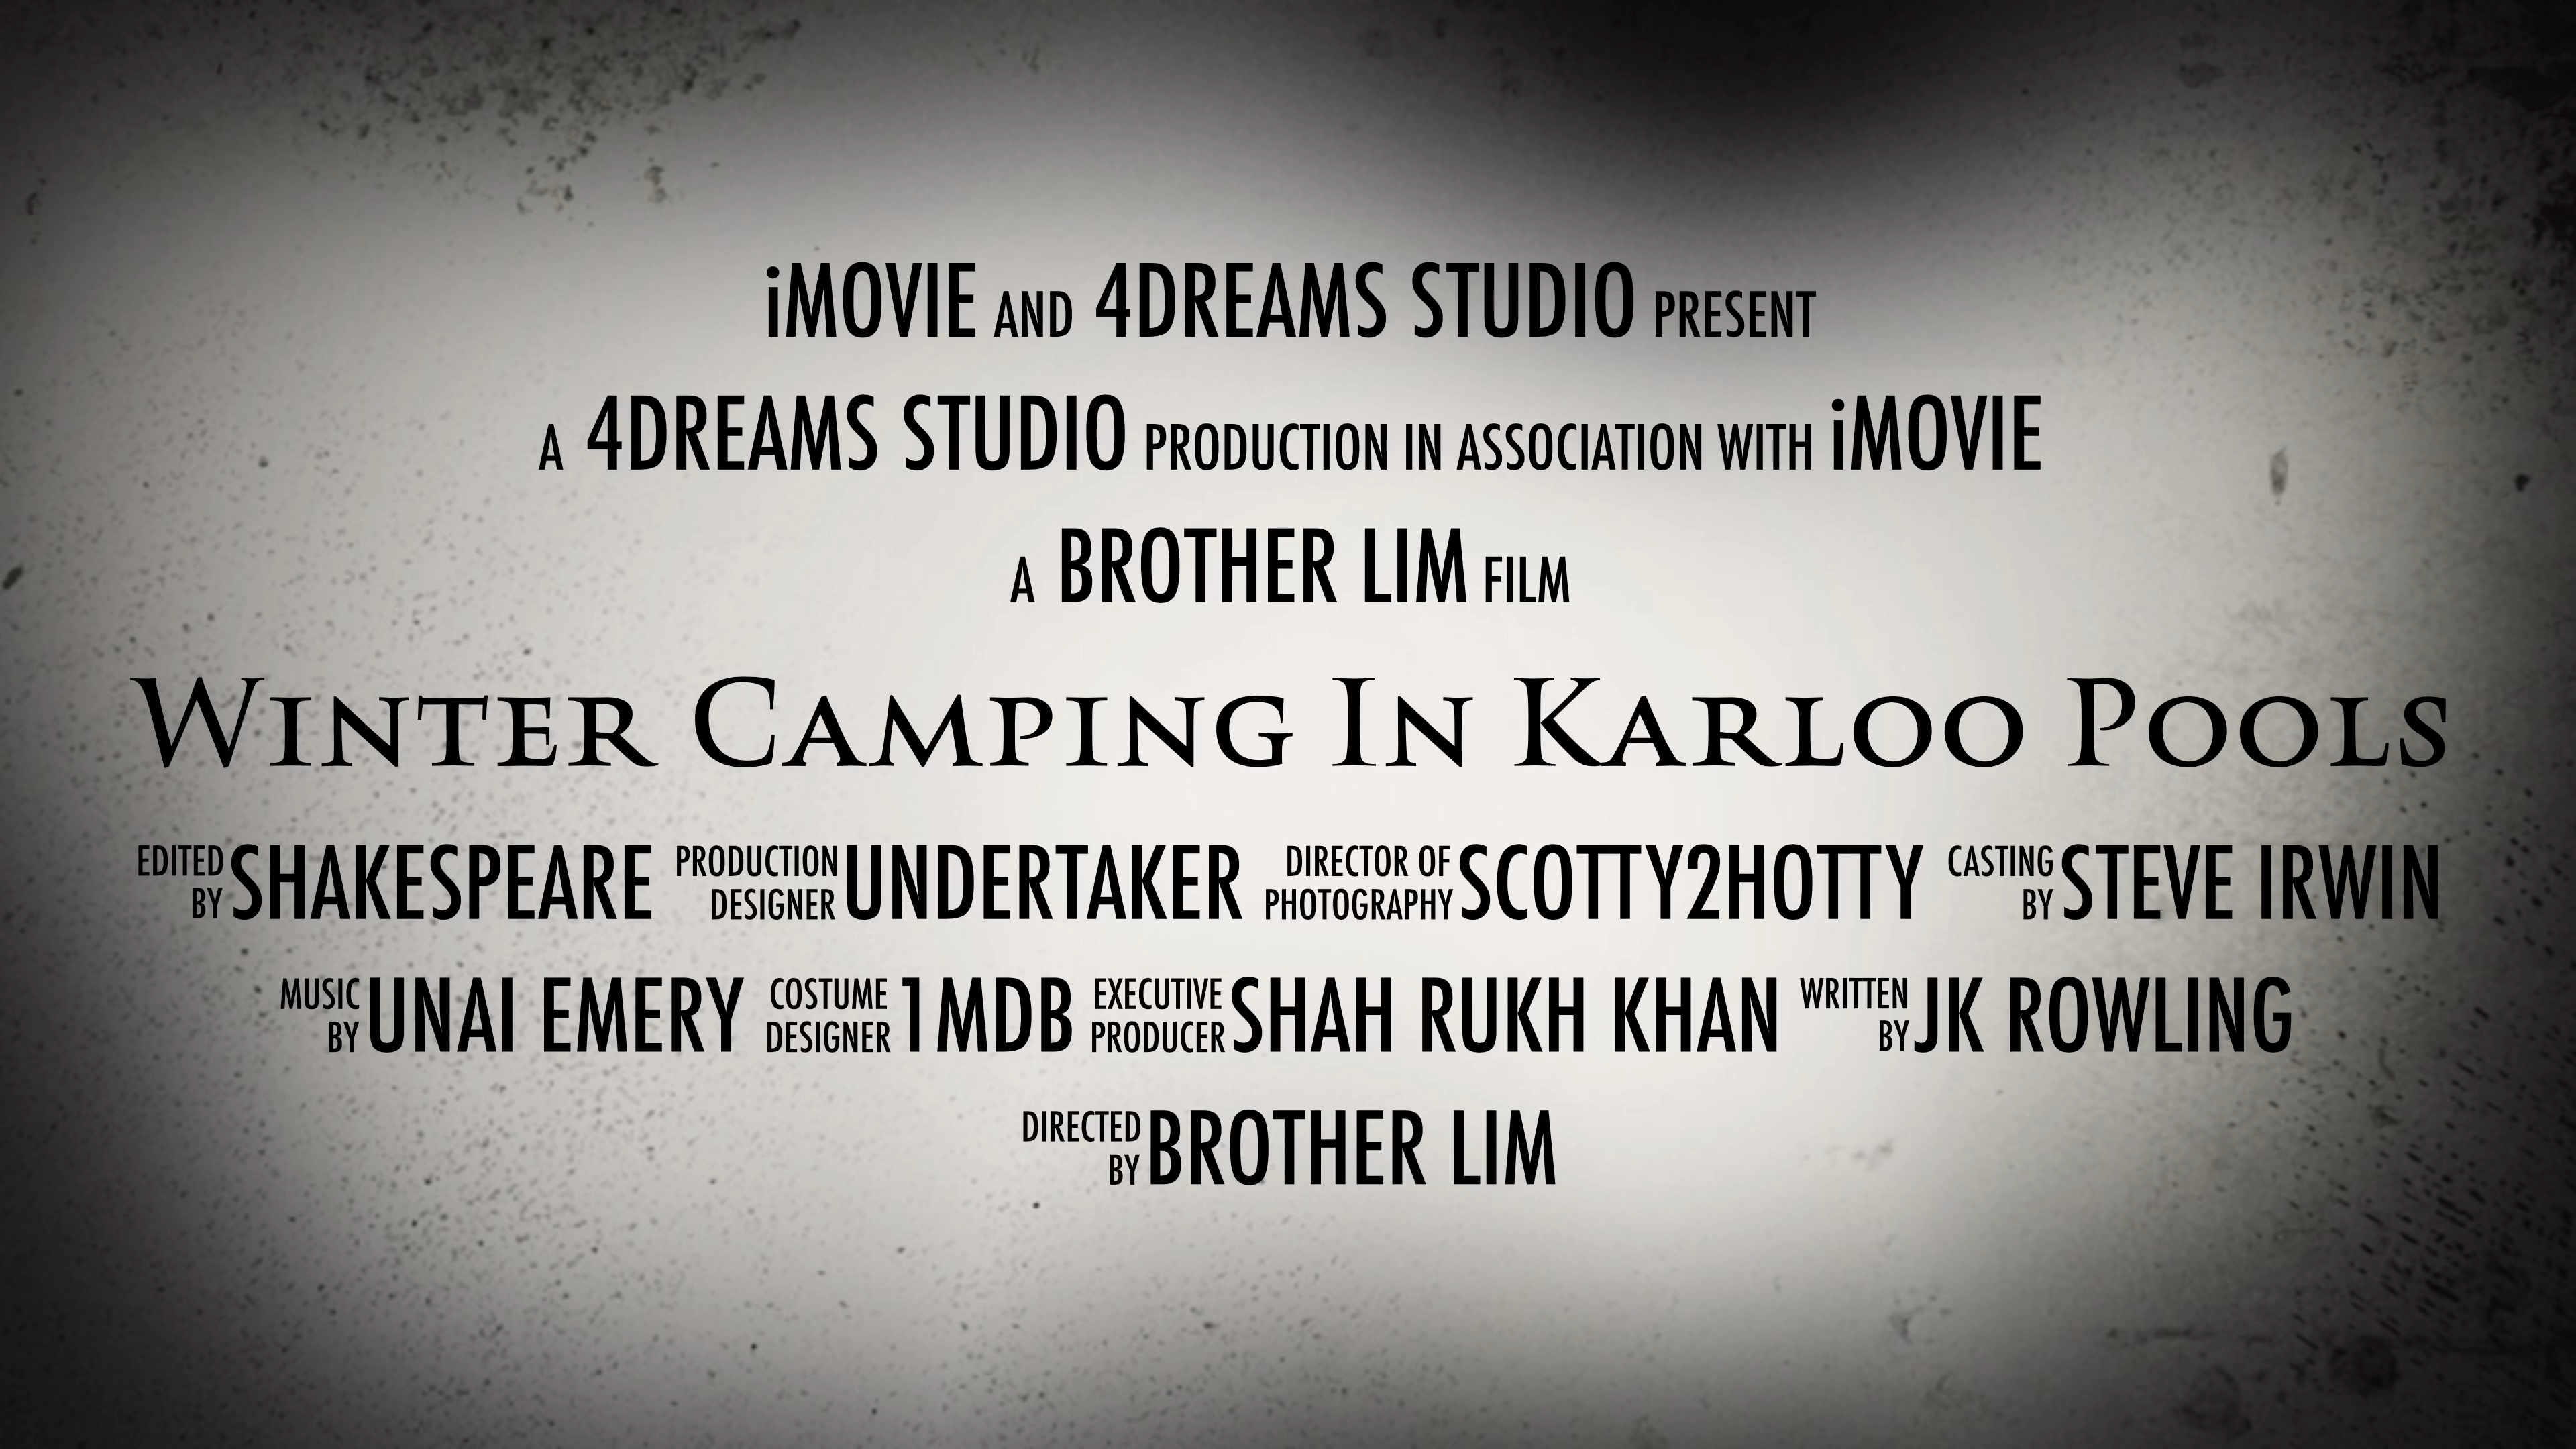 iMOVIE AND 4DREAMS STUDIO PRESENT
A 4DREAMS STUDIO PRODUCTION IN ASSOCIATION WITH iMOVIE
A BROTHER LIM FILM
WINTER CAMPING IN KARLOO POOLS
EDITED BY SHAKESPEARE PRODUCTION DESIGNER UNDERTAKER DIRECTOR OF PHOTOGRAPHY SCOTTY2HOTTY CASTING BY STEVE IRWIN
MUSIC BY UNAI EMERY COSTUME DESIGNER 1MDB EXECUTIVE PRODUCER SHAH RUKH KHAN WRITTEN BY JK ROWLING
DIRECTED BY BROTHER LIM